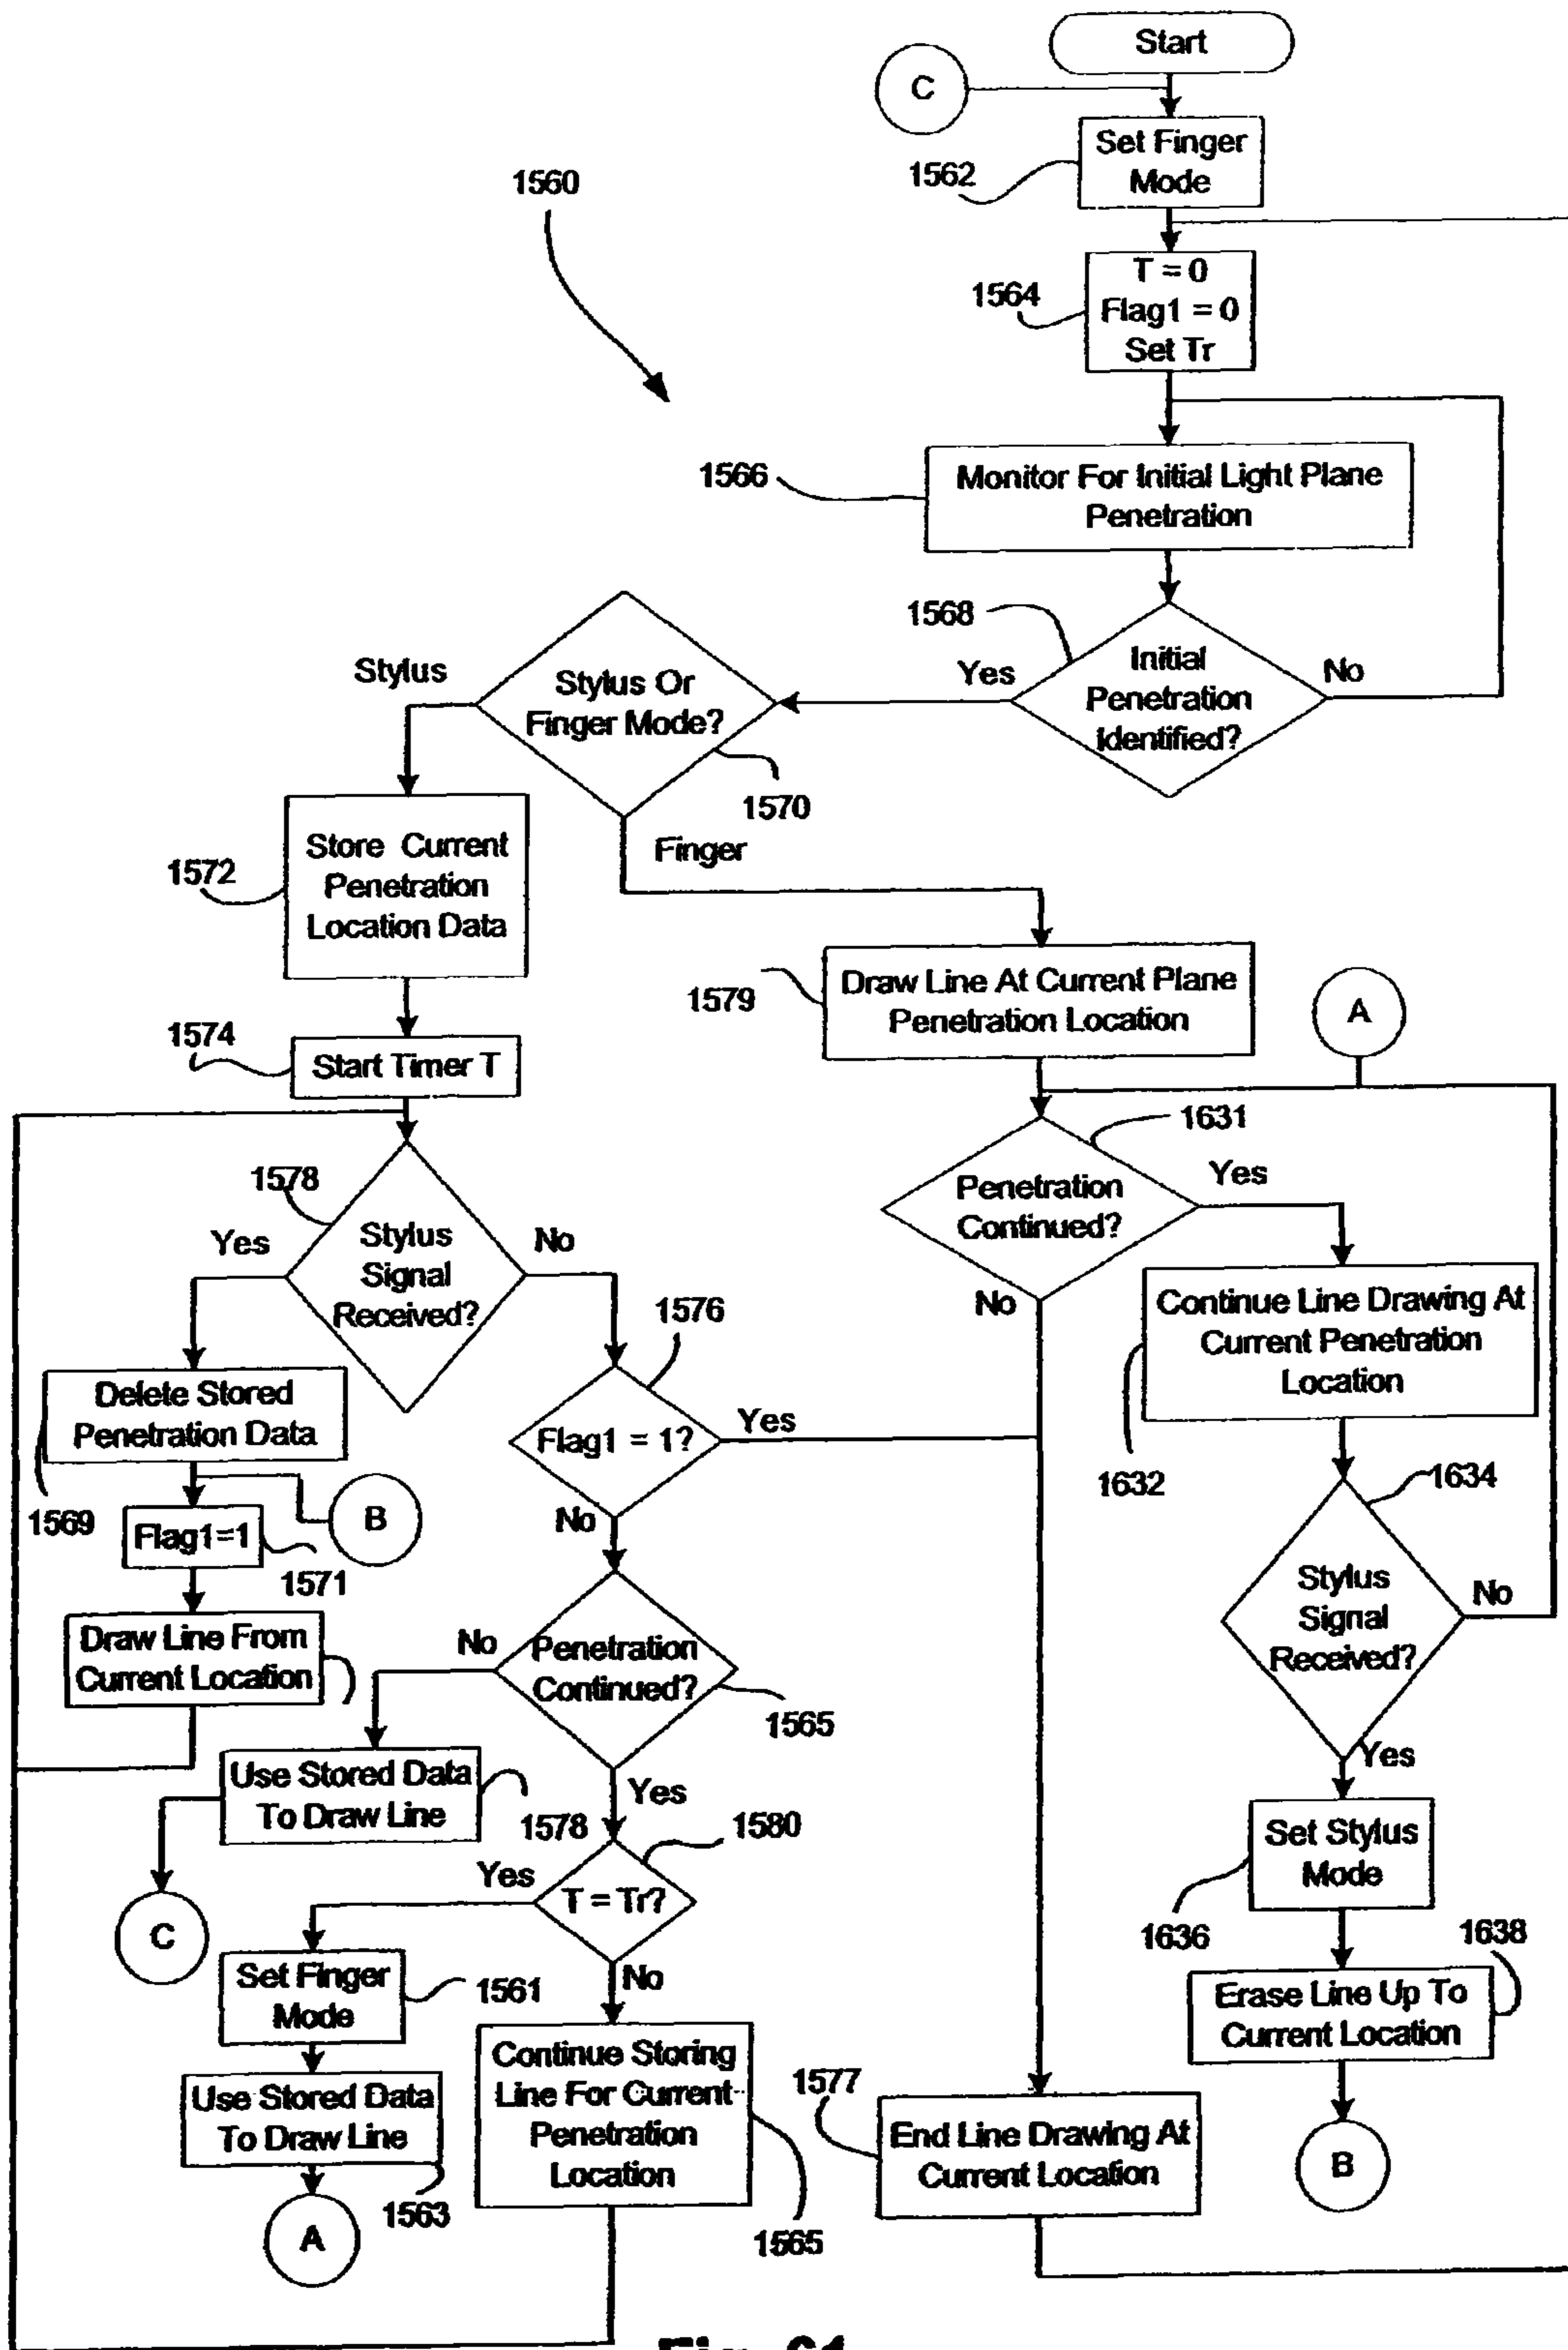 Start
C
Set Finger
Mode
1562
1560
T = 0
Flag1 = 0
Set Tr
1564
Monitor For Initial Light Plane
Penetration
1566
1568
Initial
Penetration
Identified?
Yes
No
Stylus
Stylus Or
Finger Mode?
1570
Finger
Store Current
Penetration
Location Data
1572
Draw Line At Current Plane
Penetration Location
1579
A
1574
Start Timer T
1631
Penetration
Continued?
Yes
No
1578
Stylus
Signal
Received?
Yes
No
Continue Line Drawing At
Current Penetration
Location
1632
1576
Flag1 = 1?
Yes
No
Delete Stored
Penetration Data
1569
B
Flag1=1
1571
1634
Stylus
Signal
Received?
No
Yes
Draw Line From
Current Location
No
Penetration
Continued?
1565
Yes
Use Stored Data
To Draw Line
1578
1580
T = Tr?
Yes
No
Set Stylus
Mode
1636
C
Set Finger
Mode
1561
1638
Erase Line Up To
Current Location
Continue Storing
Line For Current
Penetration
Location
1565
Use Stored Data
To Draw Line
1563
1577
End Line Drawing At
Current Location
B
A